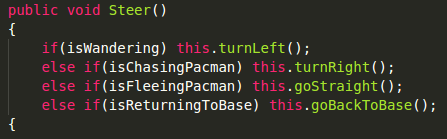 public void Steer()
{
    if(isWandering) this.turnLeft();
    else if(isChasingPacman) this.turnRight();
    else if(isFleeingPacman) this.goStraight();
    else if(isReturningToBase) this.goBackToBase();
{